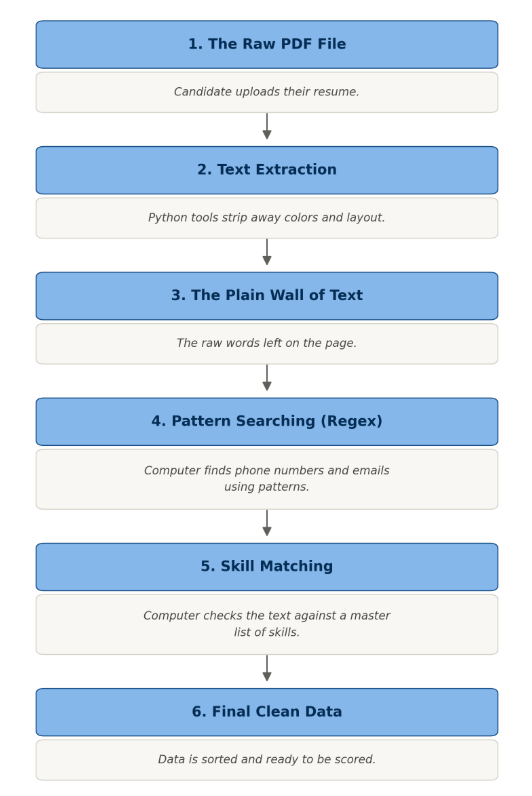 1. The Raw PDF File
Candidate uploads their resume.
2. Text Extraction
Python tools strip away colors and layout.
3. The Plain Wall of Text
The raw words left on the page.
4. Pattern Searching (Regex)
Computer finds phone numbers and emails
using patterns.
5. Skill Matching
Computer checks the text against a master
list of skills.
6. Final Clean Data
Data is sorted and ready to be scored.